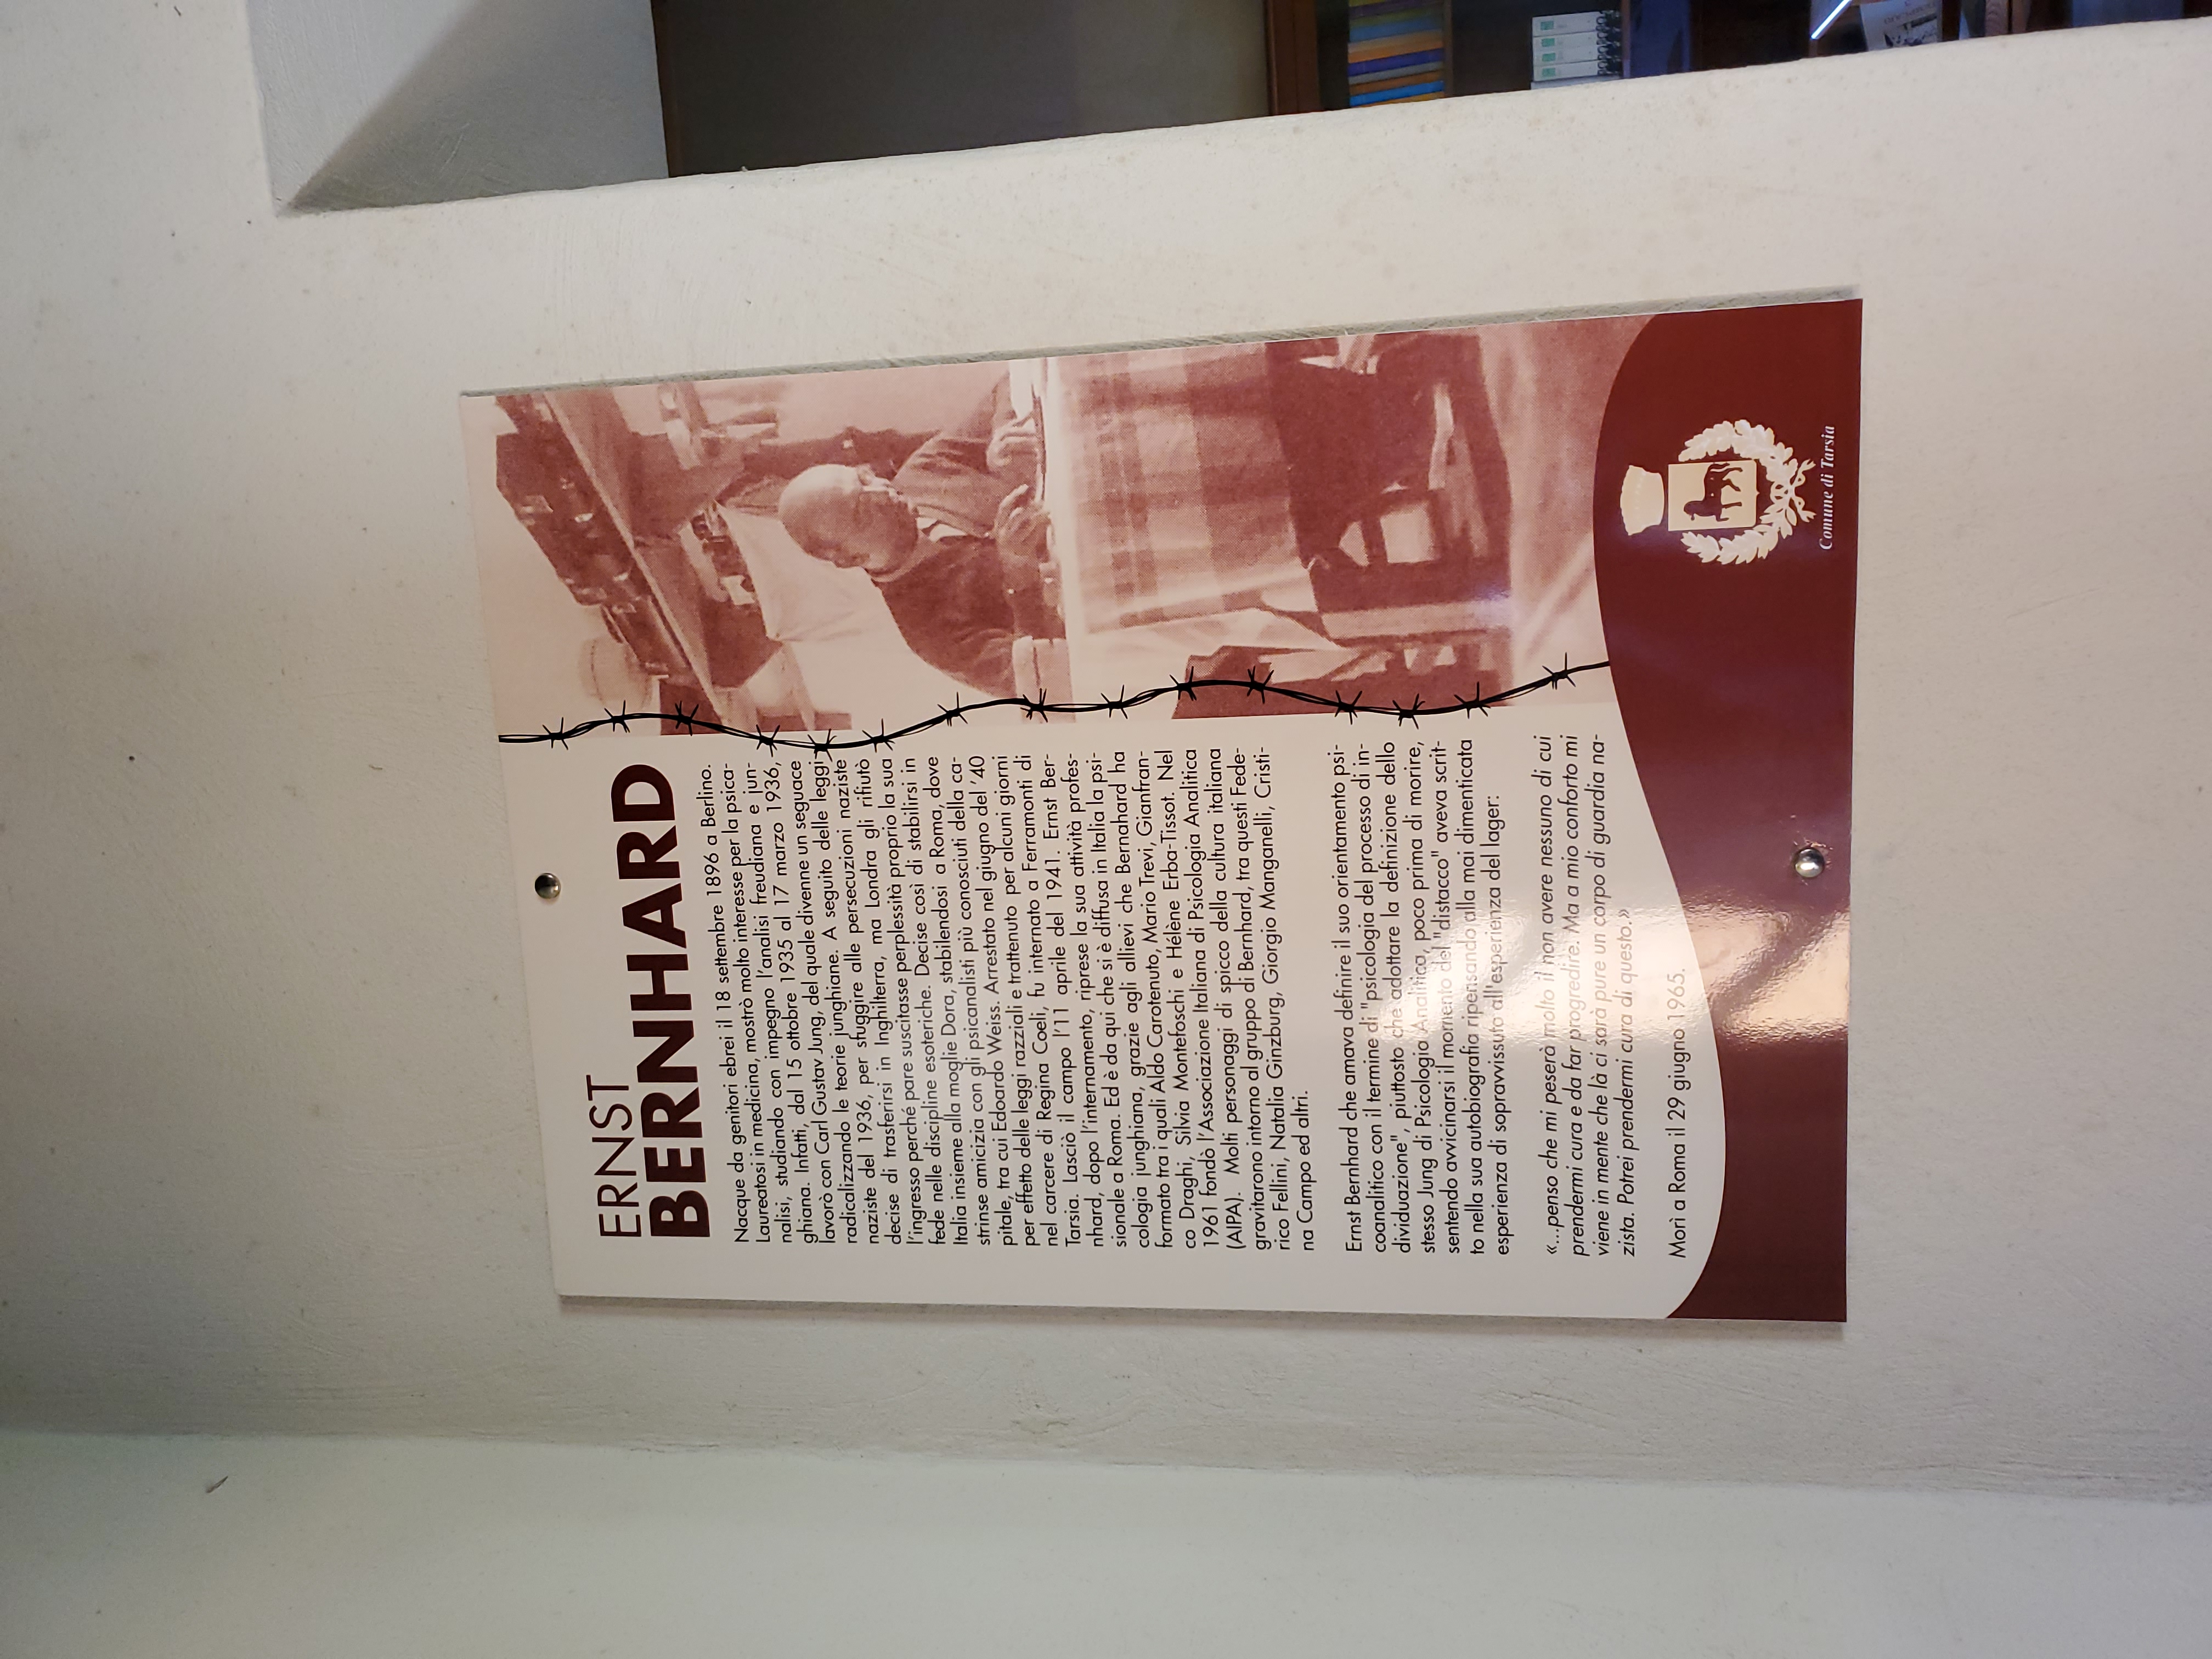 ERNST
BERNHARD
Nacque da genitori ebrei il 18 settembre 1896 a Berlino.
Laureatosi in medicina, mostrò molto interesse per la psica-
nalisi, studiando con impegno l'analisi freudiana e jun-
ghiana. Infatti, dal 15 ottobre 1935 al 17 marzo 1936,
lavorò con Carl Gustav Jung, del quale divenne un seguace
radicalizzando le teorie junghiane. A seguito delle leggi
naziste del 1936, per sfuggire alle persecuzioni naziste
decise di trasferirsi in Inghilterra, ma Londra gli rifiutò
l'ingresso perché pare suscitasse perplessità proprio la sua
fede nelle discipline esoteriche. Decise così di stabilirsi in
Italia insieme alla moglie Dora, stabilendosi a Roma, dove
strinse amicizia con gli psicanalisti più conosciuti della ca-
pitale, tra cui Edoardo Weiss. Arrestato nel giugno del '40
per effetto delle leggi razziali e trattenuto per alcuni giorni
nel carcere di Regina Coeli, fu internato a Ferramonti di
Tarsia. Lasciò il campo l'11 aprile del 1941. Ernst Ber-
nhard, dopo l'internamento, riprese la sua attività profes-
sionale a Roma. Ed è da qui che si è diffusa in Italia la psi-
cologia junghiana, grazie agli allievi che Bernahard ha
formato tra i quali Aldo Carotenuto, Mario Trevi, Gianfran-
co Draghi, Silvia Montefoschi e Hélène Erba-Tissot. Nel
1961 fondò l'Associazione Italiana di Psicologia Analitica
(AIPA). Molti personaggi di spicco della cultura italiana
gravitarono intorno al gruppo di Bernhard, tra questi Fede-
rico Fellini, Natalia Ginzburg, Giorgio Manganelli, Cristi-
na Campo ed altri.
Ernst Bernhard che amava definire il suo orientamento psi-
coanalitico con il termine di "psicologia del processo di in-
dividuazione", piuttosto che adottare la definizione dello
stesso Jung di Psicologia Analitica, poco prima di morire,
sentendo avvicinarsi il momento del "distacco" aveva scrit-
to nella sua autobiografia ripensando alla mai dimenticata
esperienza di sopravvissuto all'esperienza del lager:
«...penso che mi peserà molto il non avere nessuno di cui
prendermi cura e da far progredire. Ma a mio conforto mi
viene in mente che là ci sarà pure un corpo di guardia na-
zista. Potrei prendermi cura di questo.»
Morì a Roma il 29 giugno 1965.
Comune di Tarsia